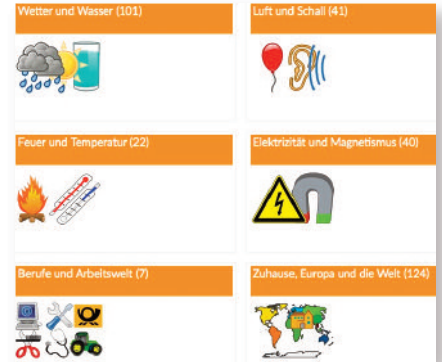 Wetter und Wasser (101)
Luft und Schall (41)
Feuer und Temperatur (22)
Elektrizität und Magnetismus (40)
Berufe und Arbeitswelt (7)
Zuhause, Europa und die Welt (124)
@